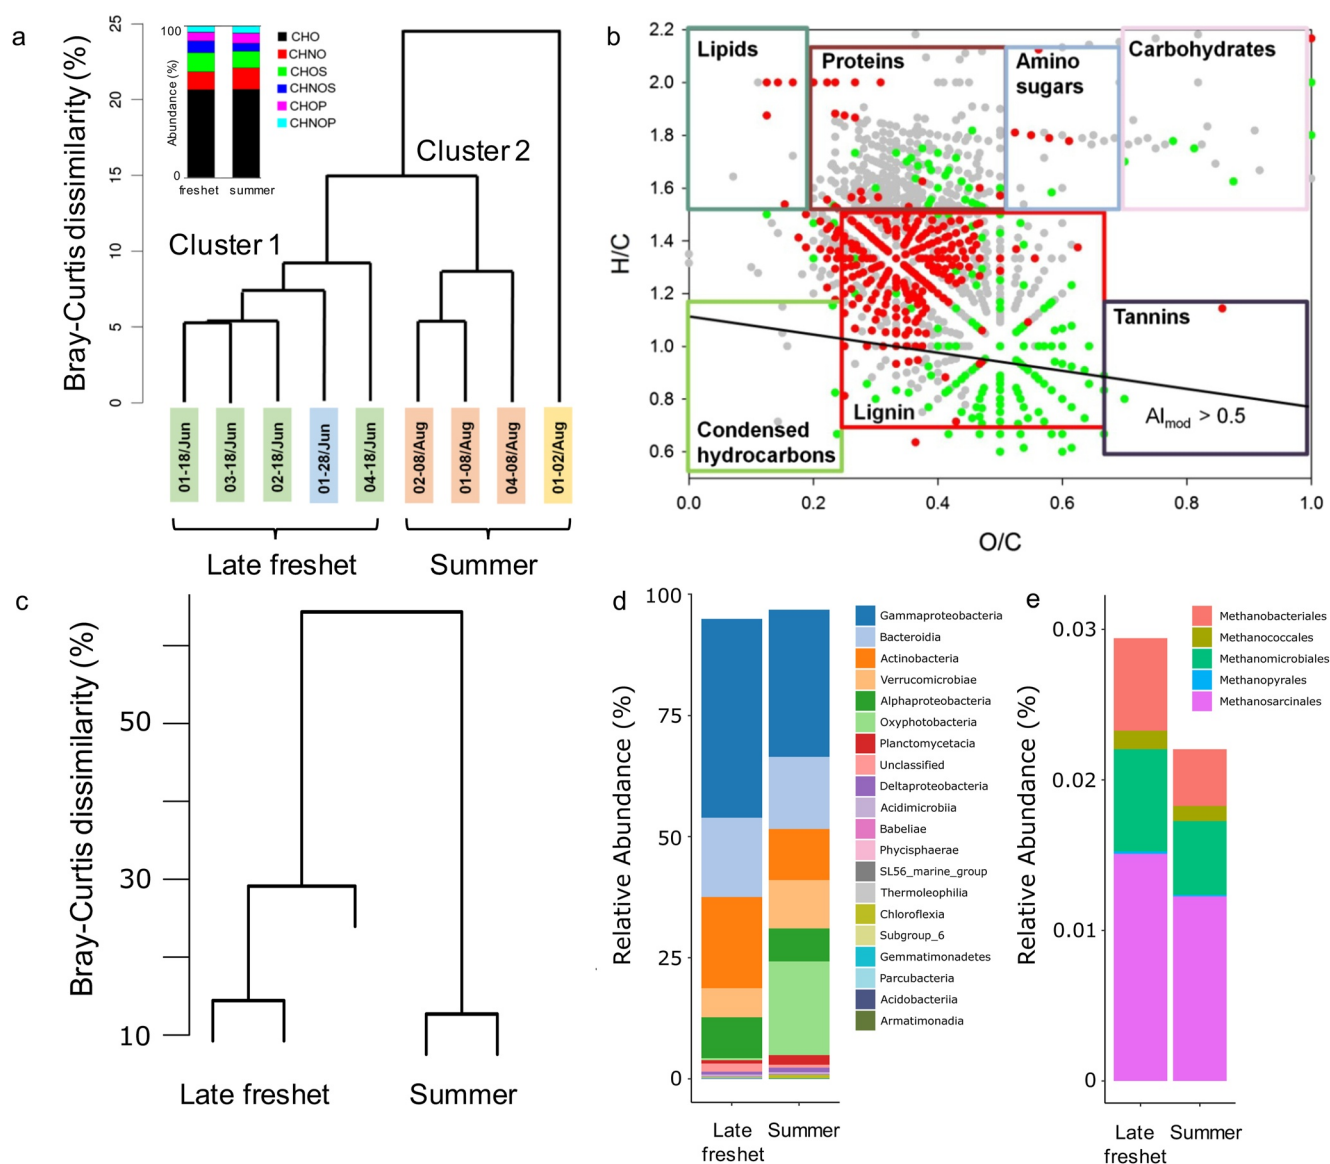 a
Bray-Curtis dissimilarity (%)
25
20
15
10
5
0
Abundance (%)
100
0
freshet summer
CHO
CHNO
CHOS
CHNOS
CHOP
CHNOP
Cluster 1
Cluster 2
01-18/Jun
03-18/Jun
02-18/Jun
01-28/Jun
04-18/Jun
02-08/Aug
01-08/Aug
04-08/Aug
01-02/Aug
Late freshet
Summer
b
H/C
2.2
2.0
1.8
1.6
1.4
1.2
1.0
0.8
0.6
Lipids
Proteins
Amino
sugars
Carbohydrates
Tannins
Lignin
Condensed
hydrocarbons
AImod > 0.5
0.0 0.2 0.4 0.6 0.8 1.0
O/C
c
Bray-Curtis dissimilarity (%)
50
30
10
Late freshet
Summer
d
Relative Abundance (%)
100
75
50
25
0
Late
freshet
Summer
Gammaproteobacteria
Bacteroidia
Actinobacteria
Verrucomicrobiae
Alphaproteobacteria
Oxyphotobacteria
Planctomycetacia
Unclassified
Deltaproteobacteria
Acidimicrobiia
Babeliae
Phycisphaerae
SL56_marine_group
Thermoleophilia
Chloroflexia
Subgroup_6
Gemmatimonadetes
Parcubacteria
Acidobacteriia
Armatimonadia
e
Relative Abundance (%)
0.03
0.02
0.01
0
Late
freshet
Summer
Methanobacteriales
Methanococcales
Methanomicrobiales
Methanopyrales
Methanosarcinales